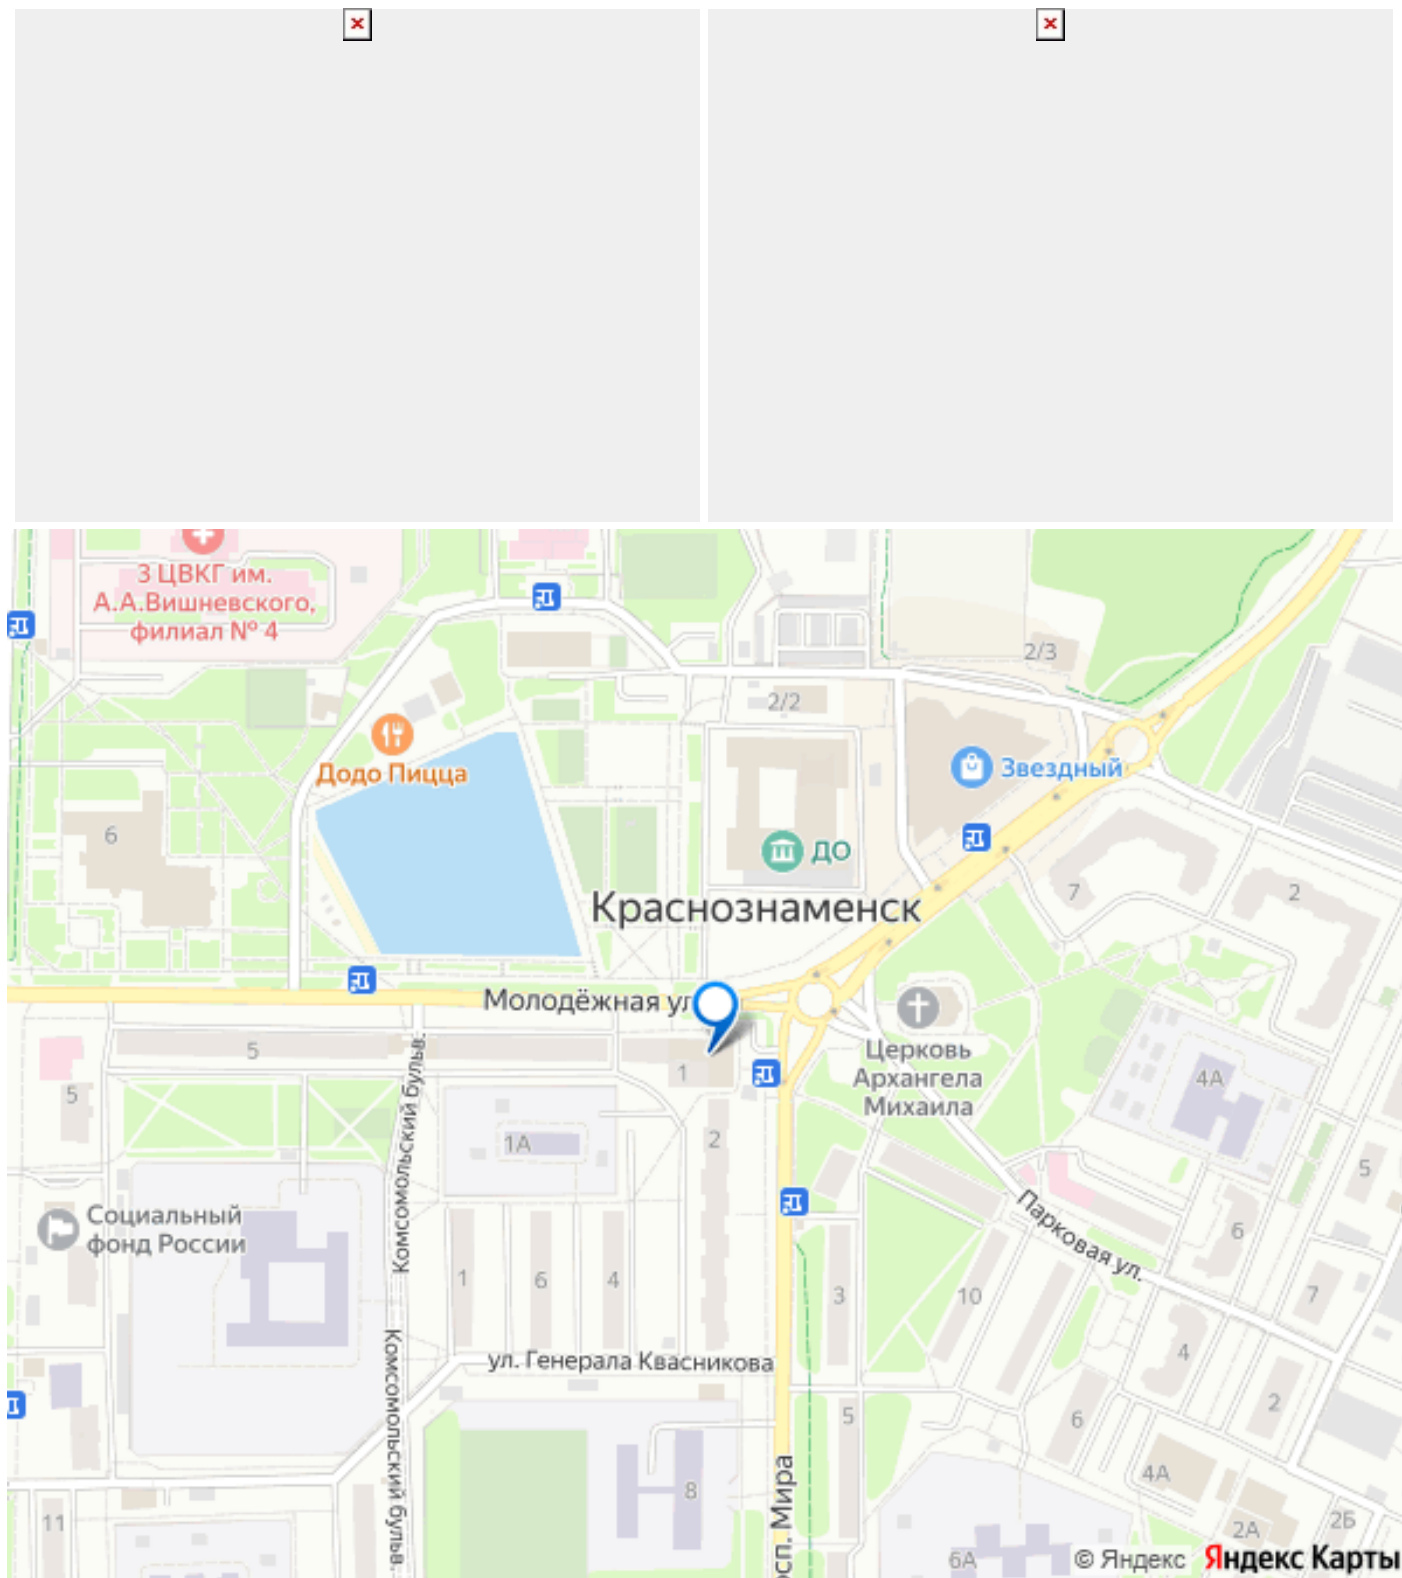 3 ЦВКГ им.
А.А.Вишневского,
филиал № 4
2/3
2/2
Додо Пицца
Звездный
6
ДО
7
2
Краснознаменск
Молодёжная ул
5
1
Церковь
Архангела
Михаила
4А
5
Комсомольский бульв.
1А
2
5
Социальный
фонд России
Парковая ул.
6
1
6
4
3
10
7
4
ул. Генерала Квасникова
Комсомольский бульв.
5
6
2
4А
осп. Мира
8
11
2А
2Б
6А
© Яндекс Яндекс Карты